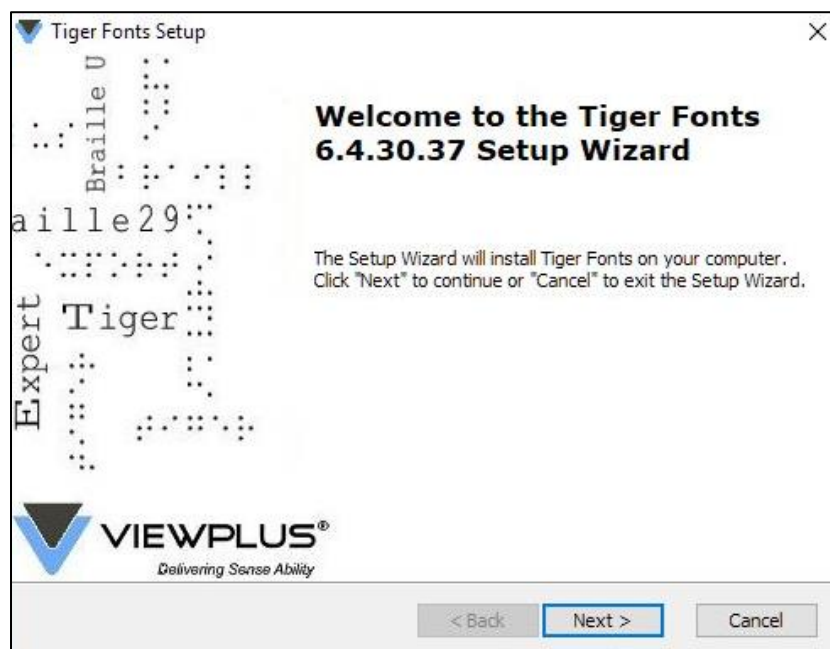 Tiger Fonts Setup
Braille U
aille29
Tiger
Expert
Welcome to the Tiger Fonts
6.4.30.37 Setup Wizard
The Setup Wizard will install Tiger Fonts on your computer.
Click "Next" to continue or "Cancel" to exit the Setup Wizard.
VIEWPLUS®
Delivering Sense Ability
< Back
Next >
Cancel